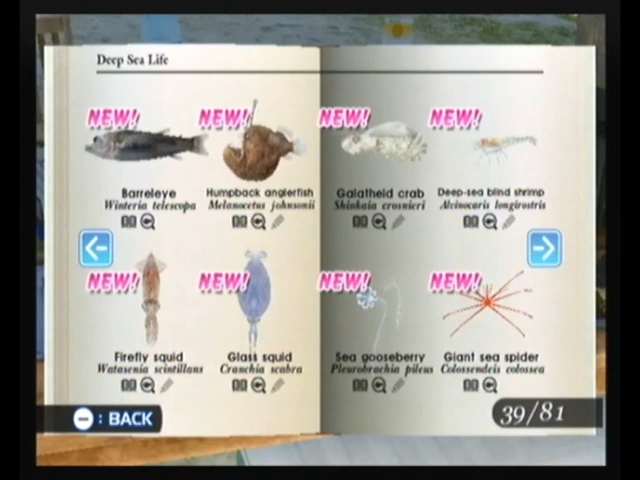 Deep Sea Life
NEW! NEW! NEW! NEW!
Barreleye
Winteria telescopa
Humpback anglerfish
Melanocetus johnsonii
Galatheid crab
Shinkaia crosnieri
Deep-sea blind shrimp
Alvinocaris longirostris
NEW! NEW! NEW! NEW!
Firefly squid
Watasenia scintillans
Glass squid
Cranchia scabra
Sea gooseberry
Pleurobrachia pileus
Giant sea spider
Colossendeis colossea
- : BACK
39/81